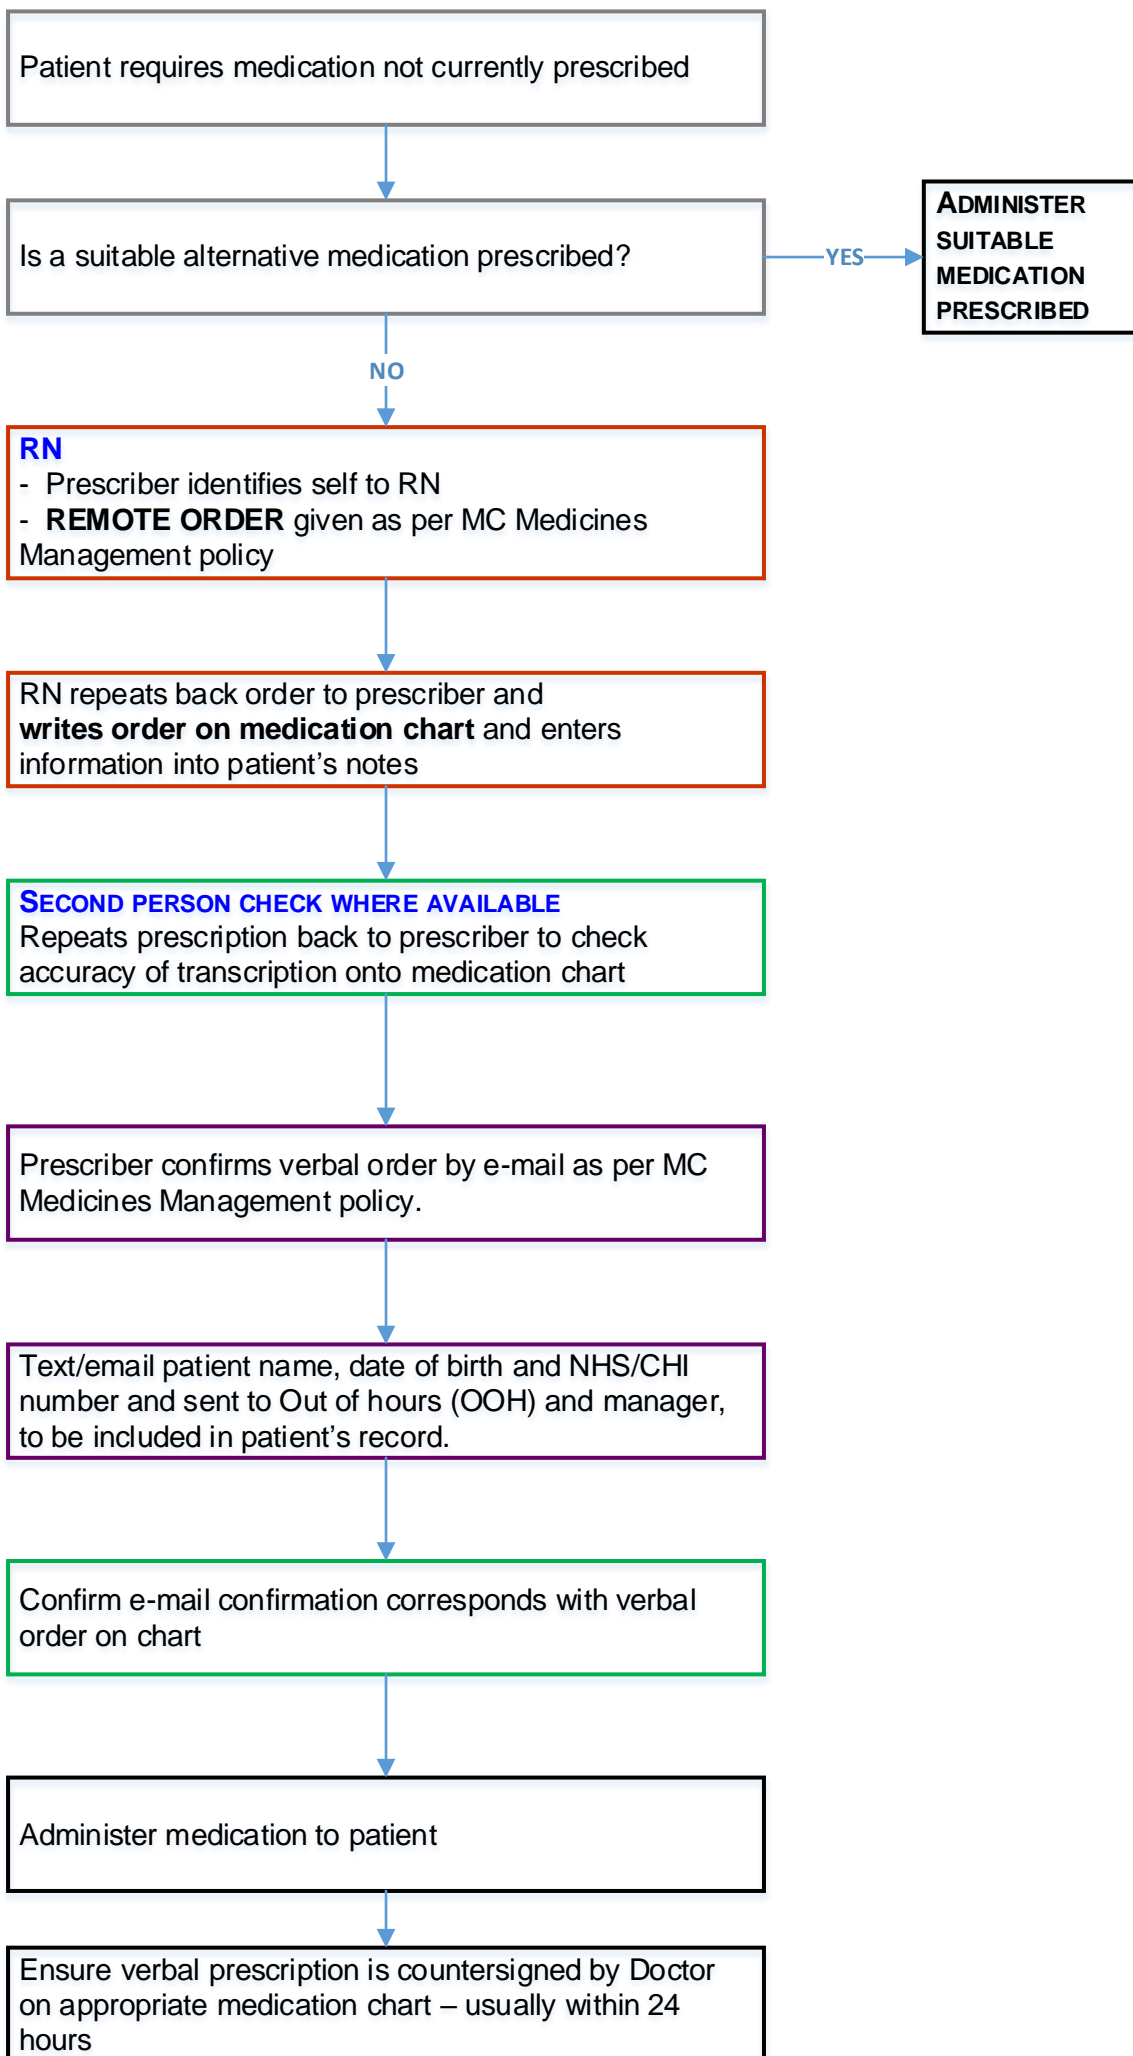 Patient requires medication not currently prescribed
Is a suitable alternative medication prescribed?
YES
ADMINISTER
SUITABLE
MEDICATION
PRESCRIBED
NO
RN
- Prescriber identifies self to RN
- REMOTE ORDER given as per MC Medicines
Management policy
RN repeats back order to prescriber and
writes order on medication chart and enters
information into patient’s notes
SECOND PERSON CHECK WHERE AVAILABLE
Repeats prescription back to prescriber to check
accuracy of transcription onto medication chart
Prescriber confirms verbal order by e-mail as per MC
Medicines Management policy.
Text/email patient name, date of birth and NHS/CHI
number and sent to Out of hours (OOH) and manager,
to be included in patient’s record.
Confirm e-mail confirmation corresponds with verbal
order on chart
Administer medication to patient
Ensure verbal prescription is countersigned by Doctor
on appropriate medication chart – usually within 24
hours